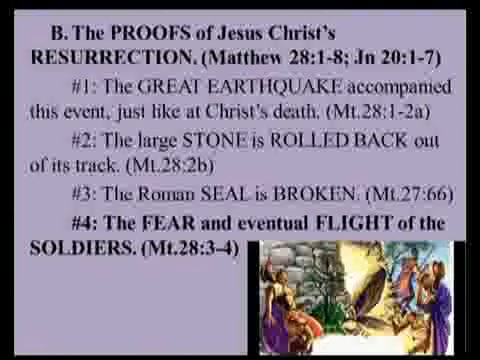 B. The PROOFS of Jesus Christ's
RESURRECTION. (Matthew 28:1-8; Jn 20:1-7)
#1: The GREAT EARTHQUAKE accompanied
this event, just like at Christ's death. (Mt.28:1-2a)
#2: The large STONE is ROLLED BACK out
of its track. (Mt.28:2b)
#3: The Roman SEAL is BROKEN. (Mt.27:66)
#4: The FEAR and eventual FLIGHT of the
SOLDIERS. (Mt.28:3-4)